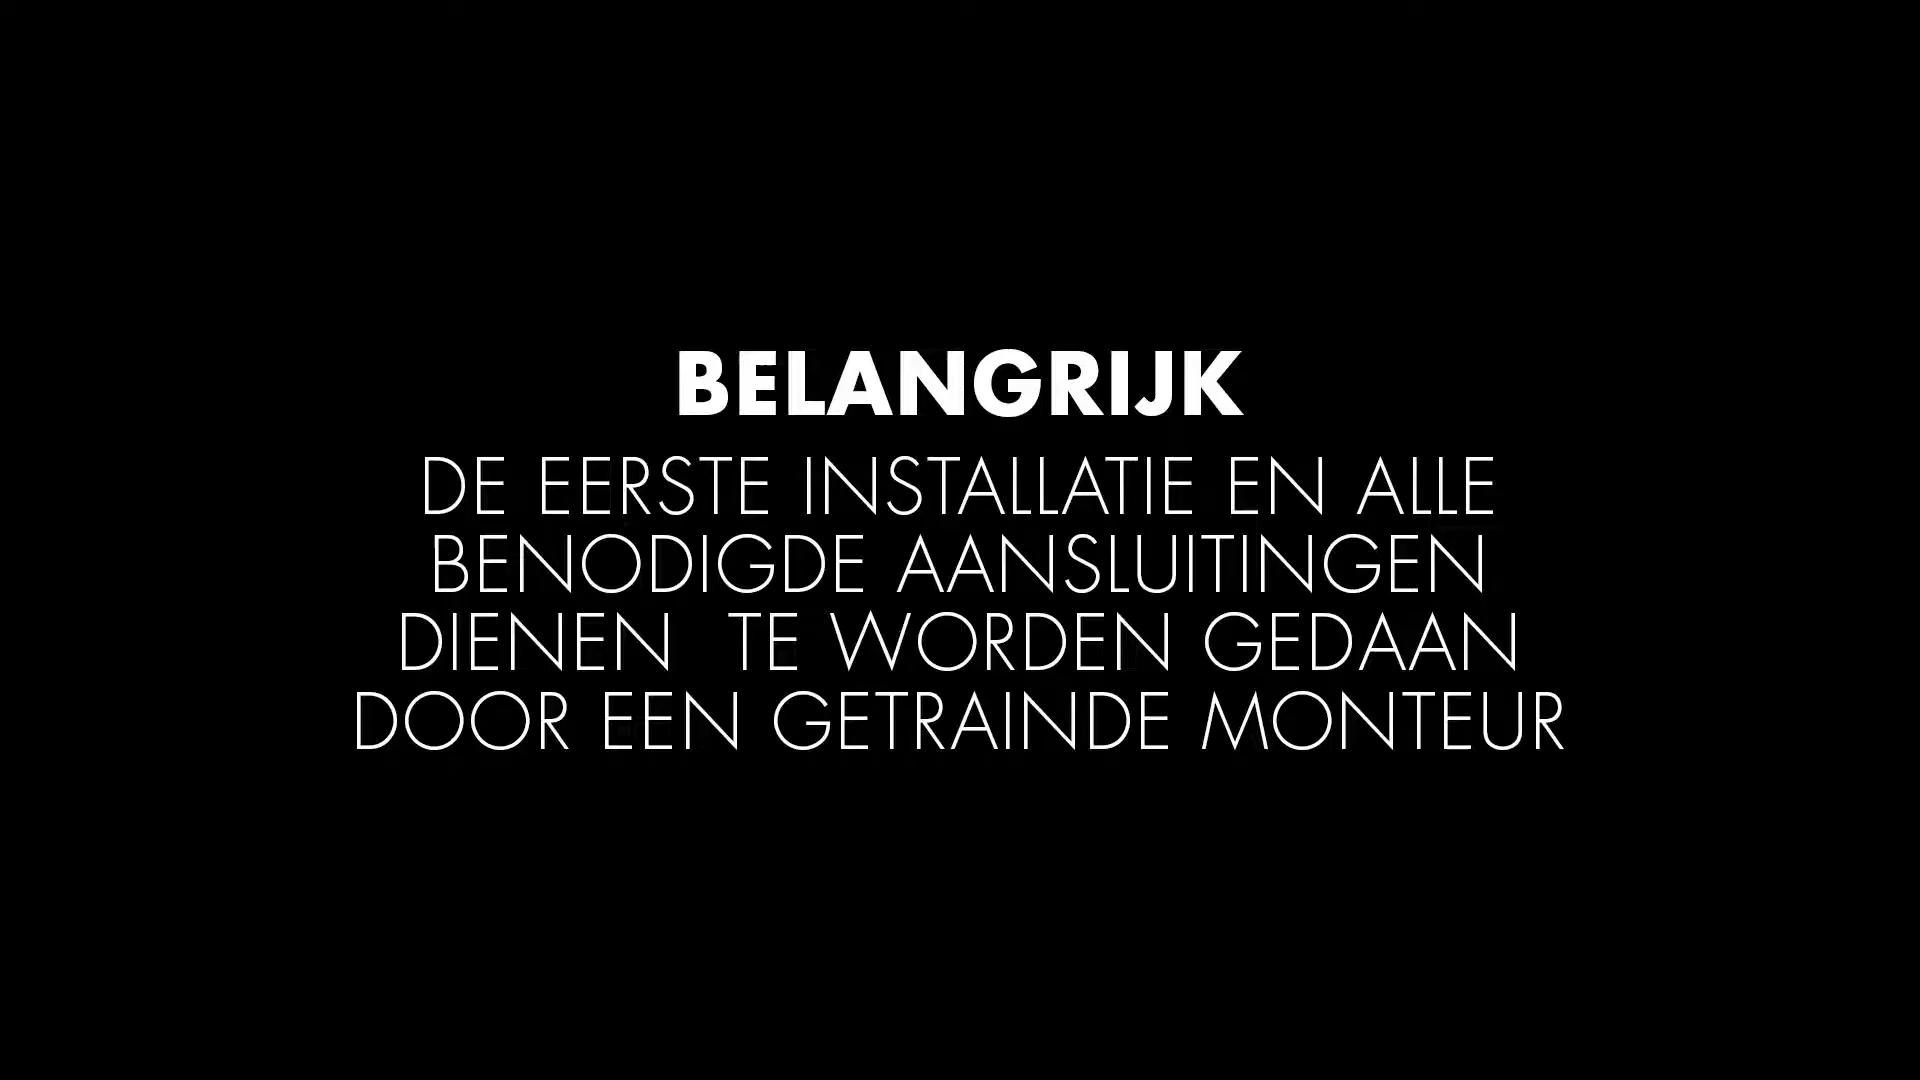 BELANGRIJK
DE EERSTE INSTALLATIE EN ALLE
BENODIGDE AANSLUITINGEN
DIENEN  TE WORDEN GEDAAN
DOOR EEN GETRAINDE MONTEUR